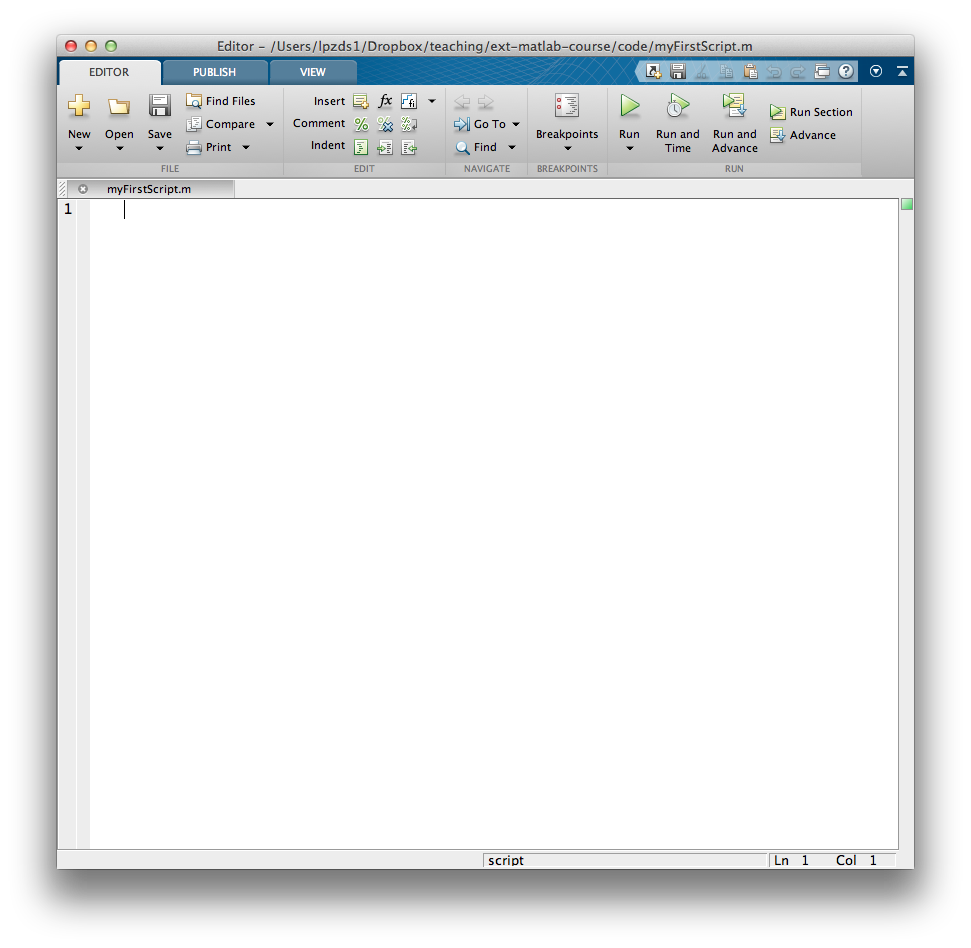 Editor – /Users/lpzds1/Dropbox/teaching/ext-matlab-course/code/myFirstScript.m
EDITOR PUBLISH VIEW
New
Open
Save
Find Files
Compare
Print
FILE
Insert fx
Comment
Indent
EDIT
Go To
Find
NAVIGATE
Breakpoints
BREAKPOINTS
Run
Run and
Time
Run and
Advance
Run Section
Advance
RUN
myFirstScript.m
1
script
Ln 1 Col 1